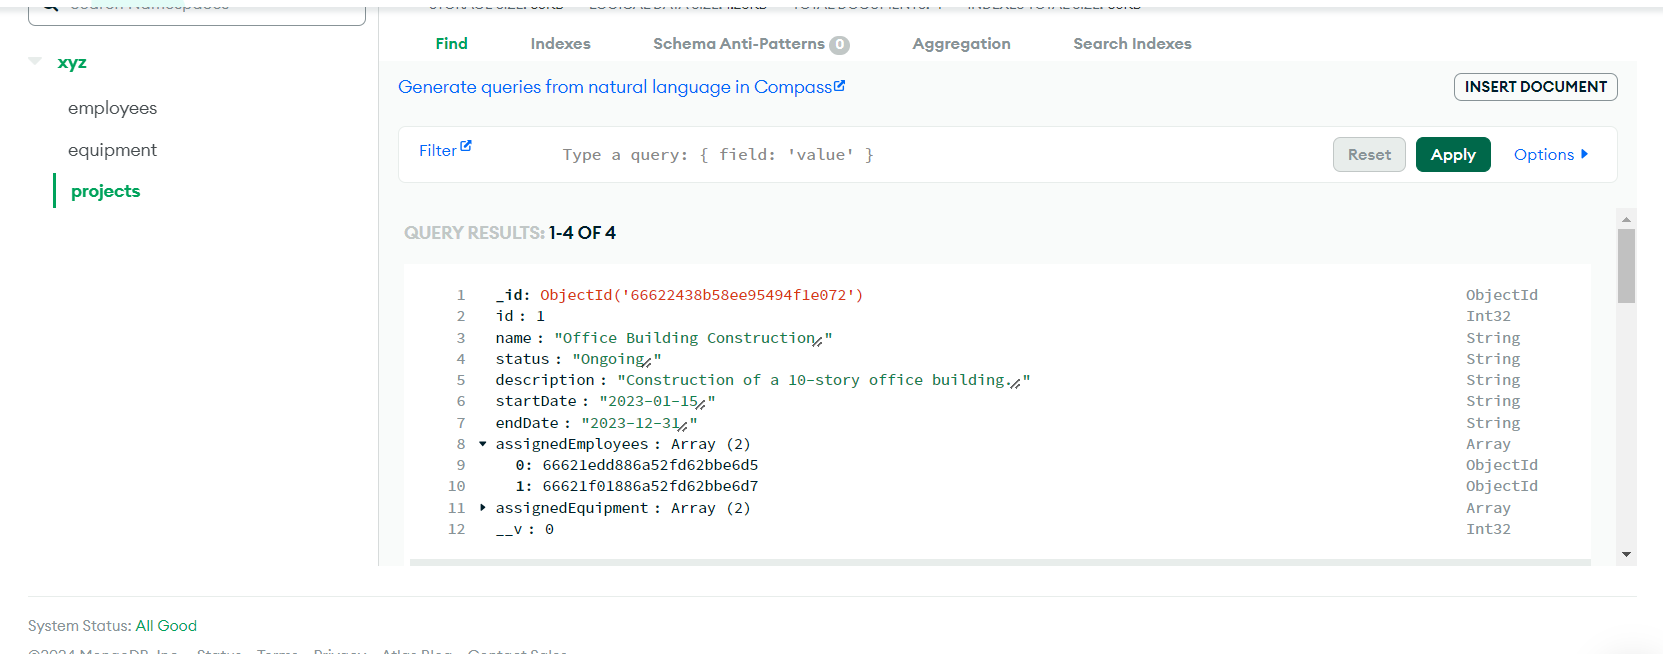 xyz
employees
equipment
projects
Find Indexes Schema Anti-Patterns 0 Aggregation Search Indexes
Generate queries from natural language in Compass
INSERT DOCUMENT
Filter Type a query: { field: 'value' } Reset Apply Options
QUERY RESULTS: 1-4 OF 4
1 _id: ObjectId('66622438b58ee95494f1e072') ObjectId
2 id : 1 Int32
3 name : "Office Building Construction" String
4 status : "Ongoing" String
5 description : "Construction of a 10-story office building." String
6 startDate : "2023-01-15" String
7 endDate : "2023-12-31" String
8 assignedEmployees : Array (2) Array
9 0: 66621edd886a52fd62bbe6d5 ObjectId
10 1: 66621f01886a52fd62bbe6d7 ObjectId
11 assignedEquipment : Array (2) Array
12 __v : 0 Int32
System Status: All Good